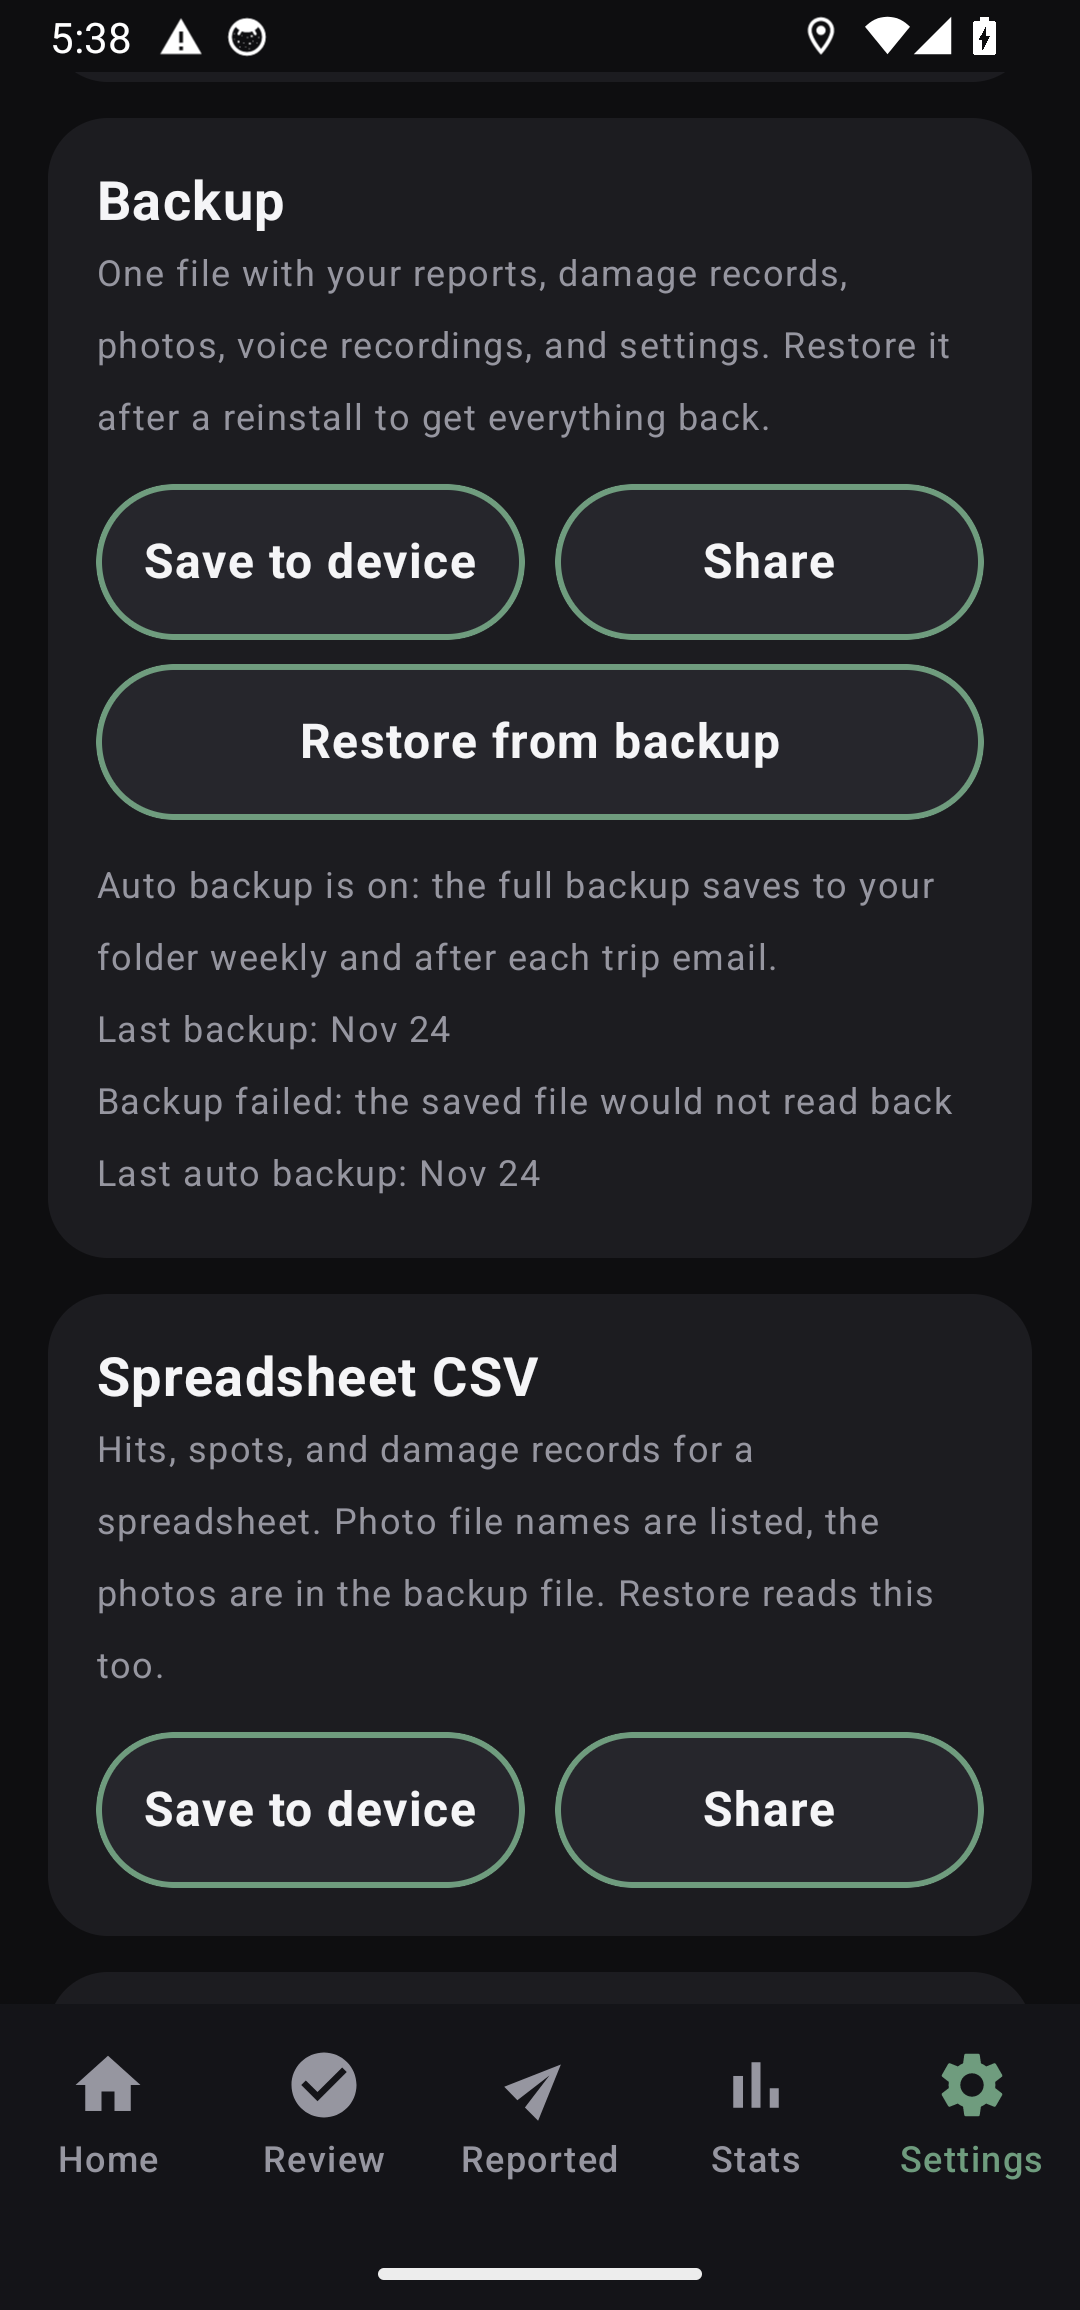 5:38
Backup
One file with your reports, damage records,
photos, voice recordings, and settings. Restore it
after a reinstall to get everything back.
Save to device
Share
Restore from backup
Auto backup is on: the full backup saves to your
folder weekly and after each trip email.
Last backup: Nov 24
Backup failed: the saved file would not read back
Last auto backup: Nov 24
Spreadsheet CSV
Hits, spots, and damage records for a
spreadsheet. Photo file names are listed, the
photos are in the backup file. Restore reads this
too.
Save to device
Share
Home
Review
Reported
Stats
Settings